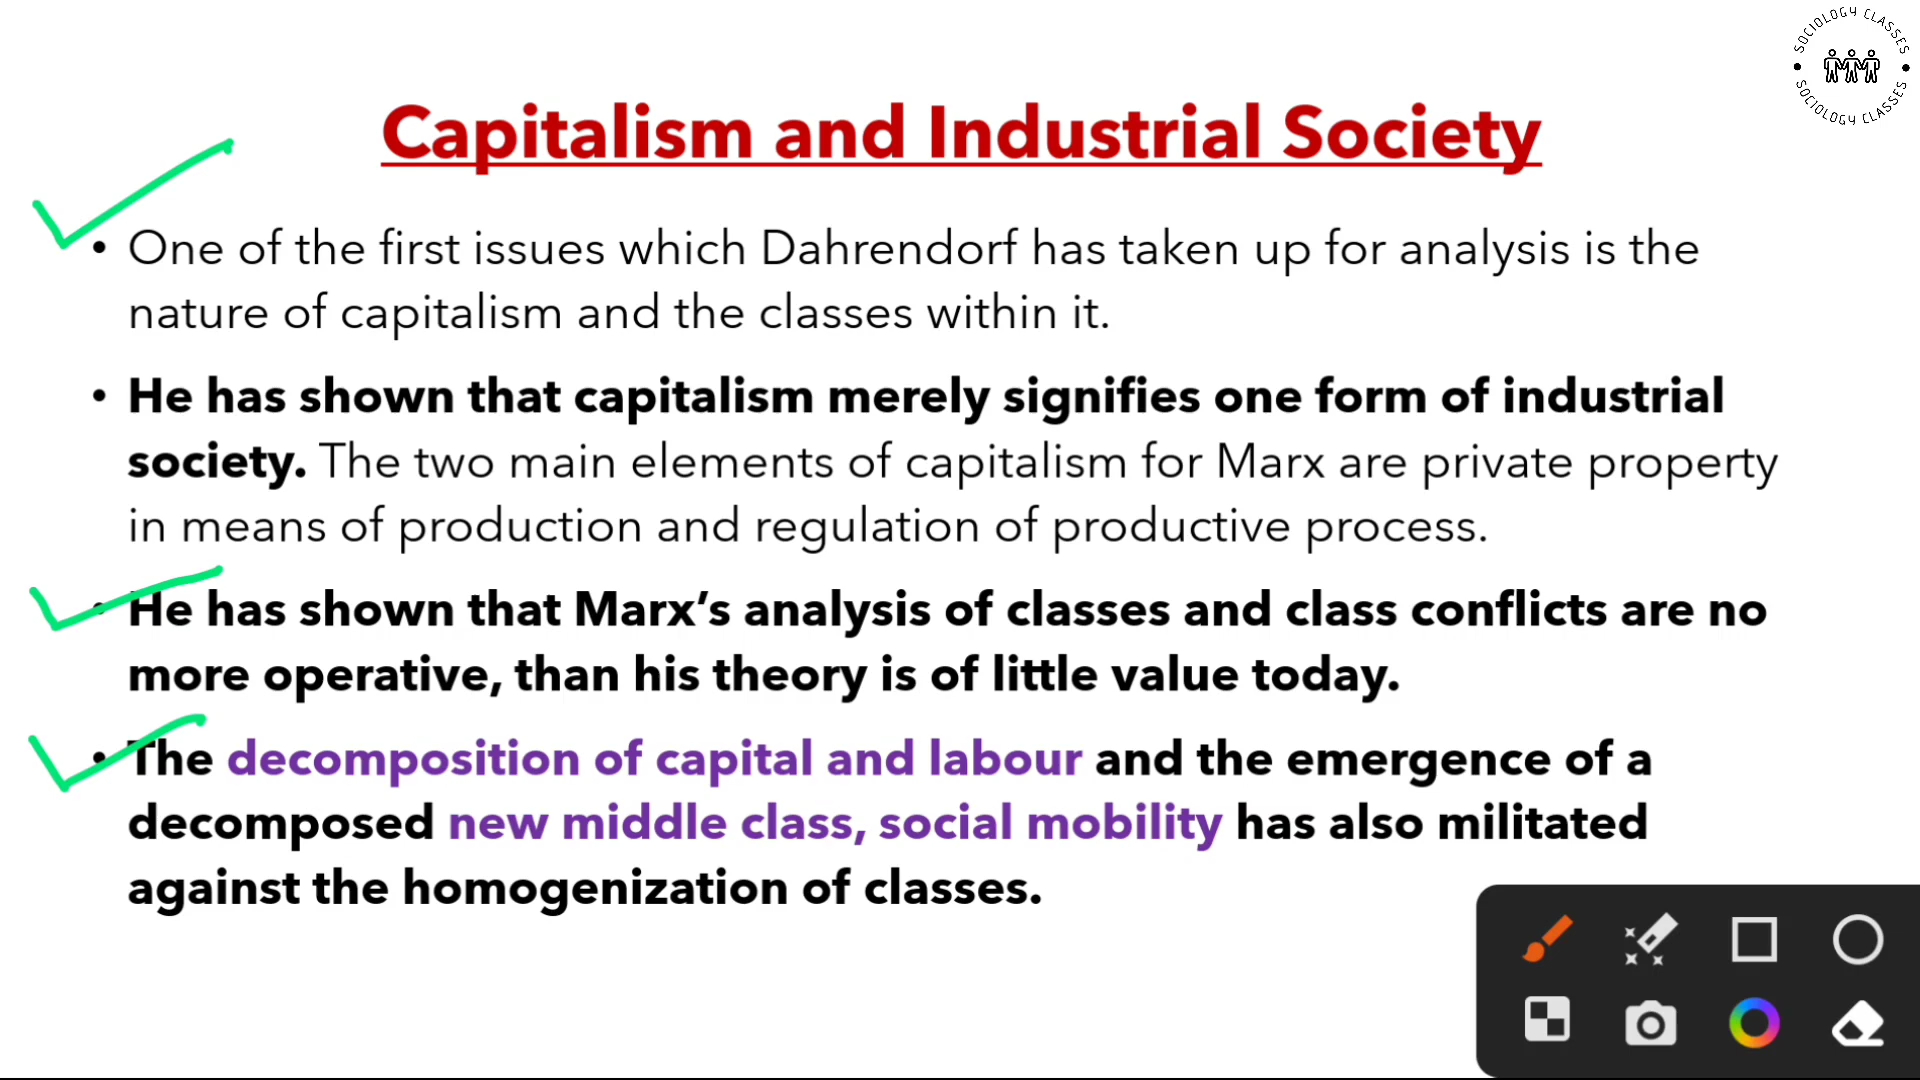 SOCIOLOGY CLASSES
SOCIOLOGY CLASSES
Capitalism and Industrial Society
• One of the first issues which Dahrendorf has taken up for analysis is the
nature of capitalism and the classes within it.
• He has shown that capitalism merely signifies one form of industrial
society. The two main elements of capitalism for Marx are private property
in means of production and regulation of productive process.
• He has shown that Marx’s analysis of classes and class conflicts are no
more operative, than his theory is of little value today.
• The decomposition of capital and labour and the emergence of a
decomposed new middle class, social mobility has also militated
against the homogenization of classes.